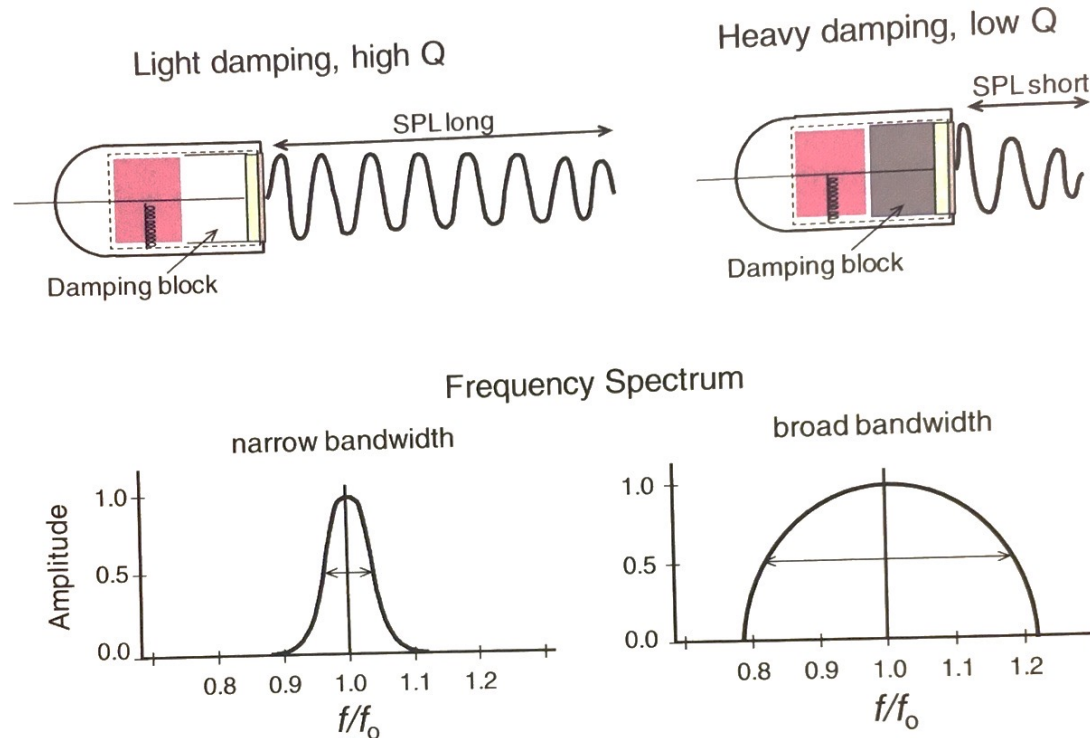 Light damping, high Q
SPL long
Damping block
Heavy damping, low Q
SPL short
Damping block
Frequency Spectrum
narrow bandwidth
Amplitude
1.0
0.5
0.0
0.8 0.9 1.0 1.1 1.2
f/fo
broad bandwidth
1.0
0.5
0.0
0.8 0.9 1.0 1.1 1.2
f/fo